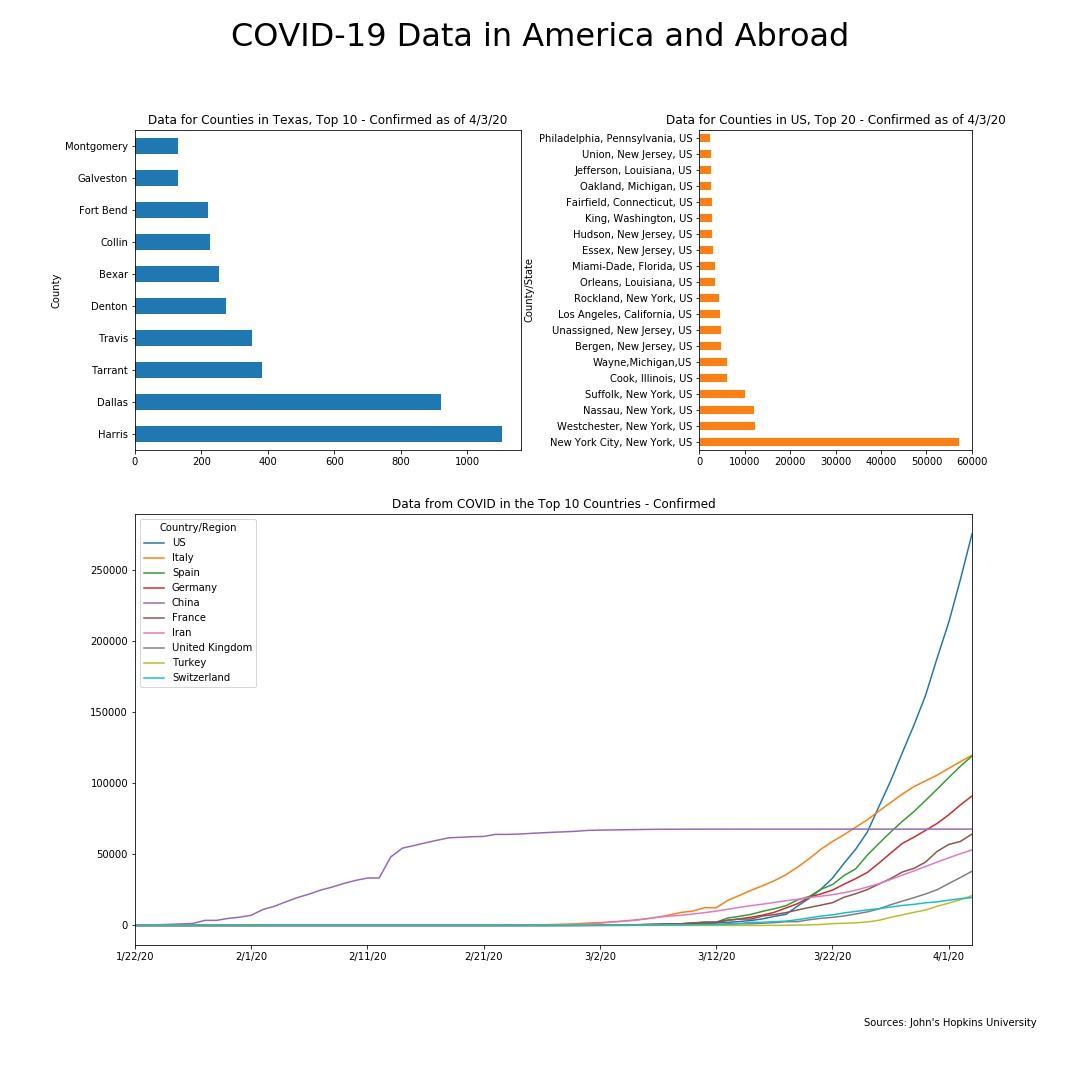 COVID-19 Data in America and Abroad
Data for Counties in Texas, Top 10 - Confirmed as of 4/3/20
County
Montgomery
Galveston
Fort Bend
Collin
Bexar
Denton
Travis
Tarrant
Dallas
Harris
0 200 400 600 800 1000
Data for Counties in US, Top 20 - Confirmed as of 4/3/20
County/State
Philadelphia, Pennsylvania, US
Union, New Jersey, US
Jefferson, Louisiana, US
Oakland, Michigan, US
Fairfield, Connecticut, US
King, Washington, US
Hudson, New Jersey, US
Essex, New Jersey, US
Miami-Dade, Florida, US
Orleans, Louisiana, US
Rockland, New York, US
Los Angeles, California, US
Unassigned, New Jersey, US
Bergen, New Jersey, US
Wayne,Michigan,US
Cook, Illinois, US
Suffolk, New York, US
Nassau, New York, US
Westchester, New York, US
New York City, New York, US
0 10000 20000 30000 40000 50000 60000
Data from COVID in the Top 10 Countries - Confirmed
Country/Region
US
Italy
Spain
Germany
China
France
Iran
United Kingdom
Turkey
Switzerland
250000
200000
150000
100000
50000
0
1/22/20 2/1/20 2/11/20 2/21/20 3/2/20 3/12/20 3/22/20 4/1/20
Sources: John's Hopkins University